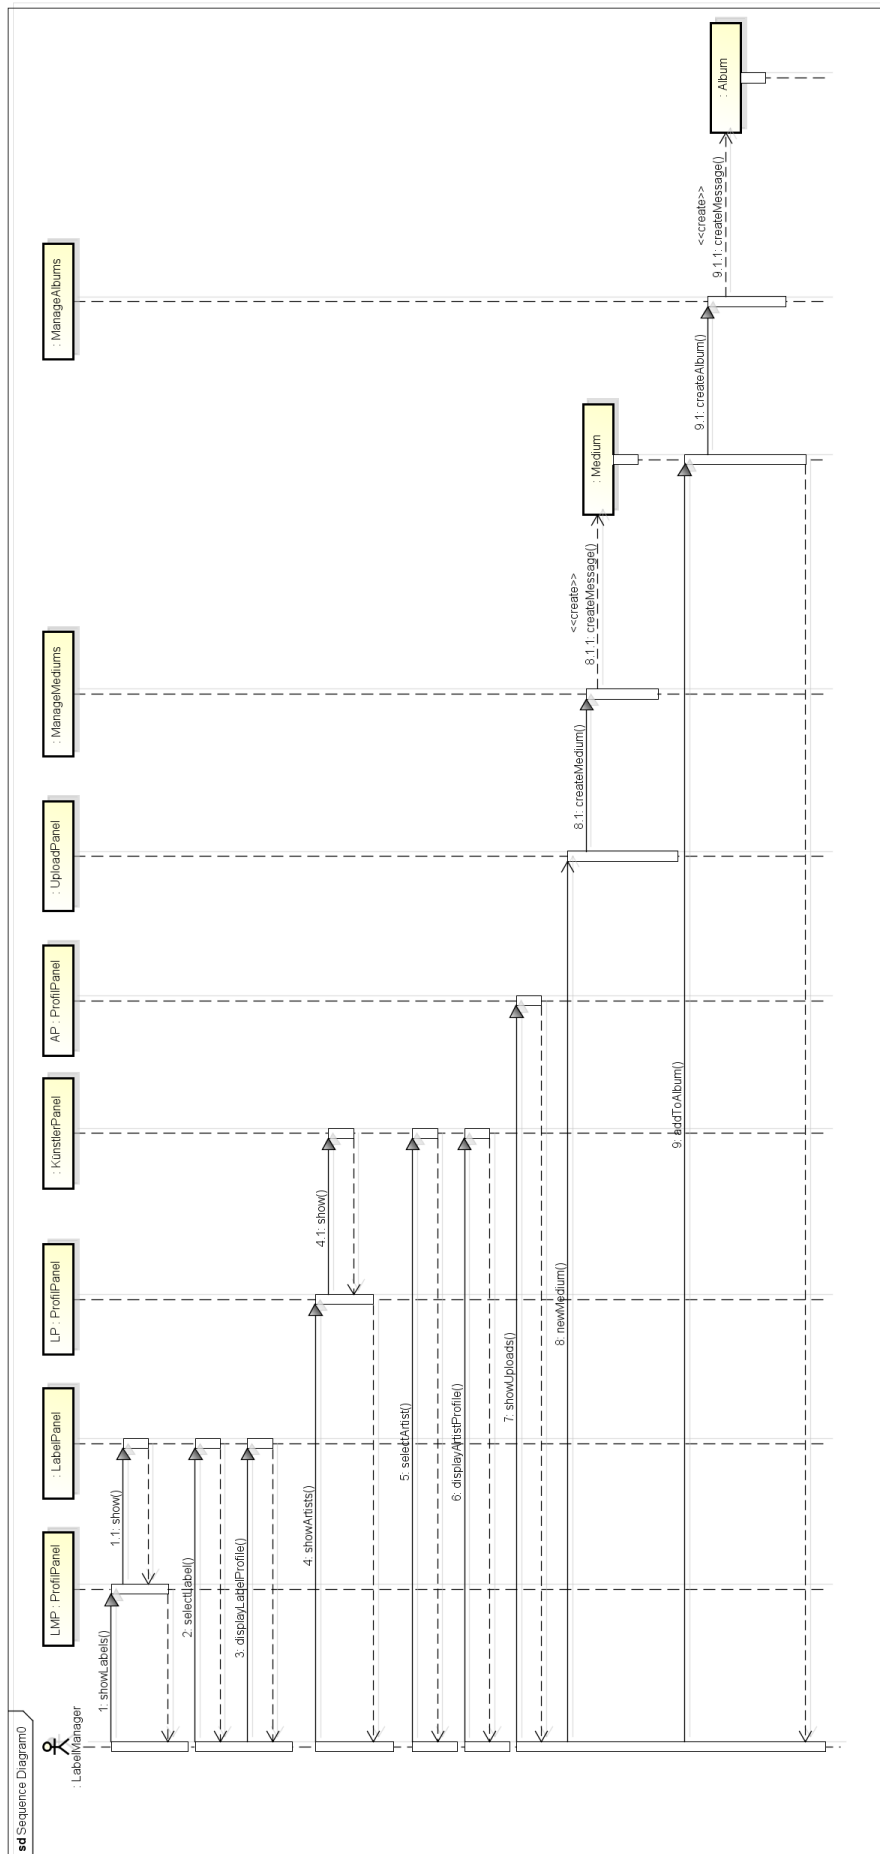 sd Sequence Diagram0
: LabelManager
LMP : ProfilPanel
: LabelPanel
LP : ProfilPanel
: KünstlerPanel
AP : ProfilPanel
: UploadPanel
: ManageMediums
: ManageAlbums
1: showLabels()
1.1: show()
2: selectLabel()
3: displayLabelProfile()
4: showArtists()
4.1: show()
5: selectArtist()
6: displayArtistProfile()
7: showUploads()
8: newMedium()
8.1: createMedium()
<<create>>
8.1.1: createMessage()
: Medium
9: addToAlbum()
9.1: createAlbum()
<<create>>
9.1.1: createMessage()
: Album